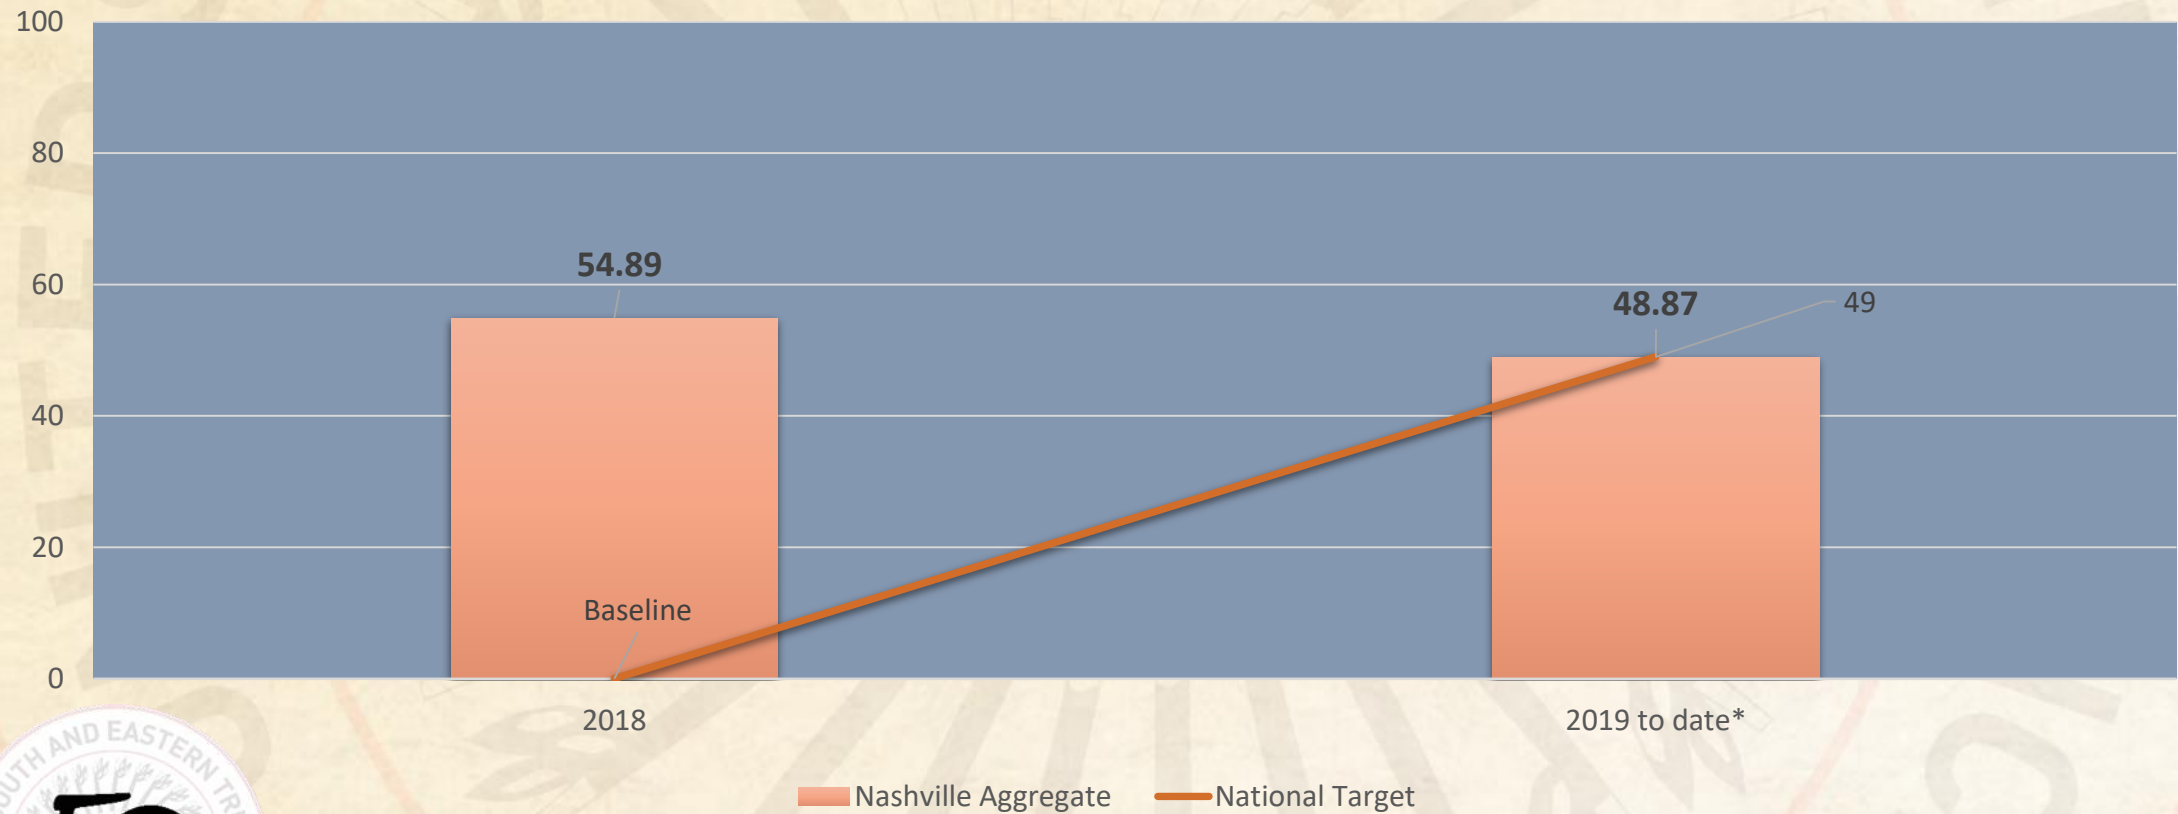 100
80
60
40
20
0
54.89
48.87
49
Baseline
2018
2019 to date*
Nashville Aggregate
National Target
AND EASTERN